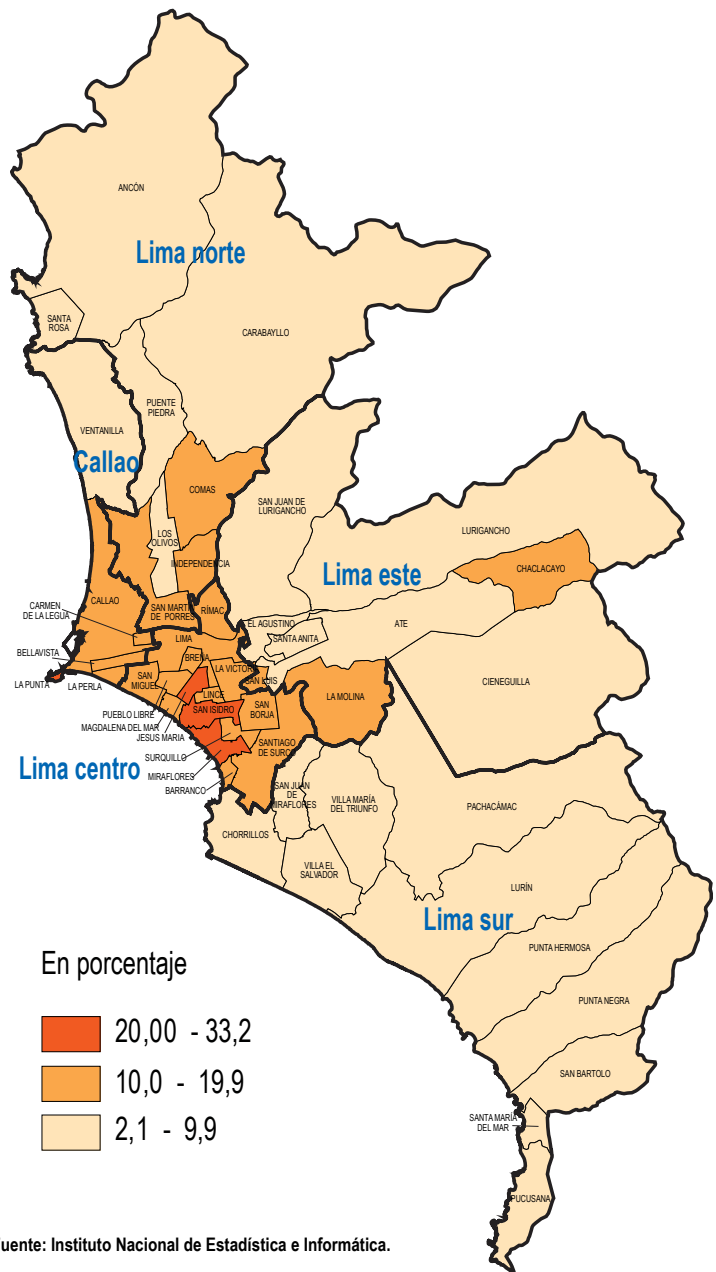 ANCÓN
Lima norte
SANTA
ROSA
CARABAYLLO
PUENTE
PIEDRA
VENTANILLA
Callao
COMAS
SAN JUAN DE
LURIGANCHO
LOS
OLIVOS
LURIGANCHO
INDEPENDENCIA
CHACLACAYO
Lima este
CALLAO
CARMEN
DE LA LEGUA
SAN MARTÍN
DE PORRES
RÍMAC
EL AGUSTINO
ATE
LIMA
SANTA ANITA
BELLAVISTA
BREÑA
LA VICTORIA
SAN LUIS
CIENEGUILLA
LA PUNTA
LA PERLA
SAN
MIGUEL
LINCE
LA MOLINA
SAN ISIDRO
SAN
BORJA
PUEBLO LIBRE
MAGDALENA DEL MAR
JESUS MARIA
SANTIAGO
DE SURCO
SURQUILLO
Lima centro
MIRAFLORES
BARRANCO
SAN JUAN
DE
MIRAFLORES
VILLA MARÍA
DEL TRIUNFO
PACHACÁMAC
CHORRILLOS
VILLA EL
SALVADOR
LURÍN
Lima sur
PUNTA HERMOSA
En porcentaje
PUNTA NEGRA
20,00 - 33,2
10,0 - 19,9
SAN BARTOLO
2,1 - 9,9
SANTA MARÍA
DEL MAR
PUCUSANA
uente: Instituto Nacional de Estadística e Informática.